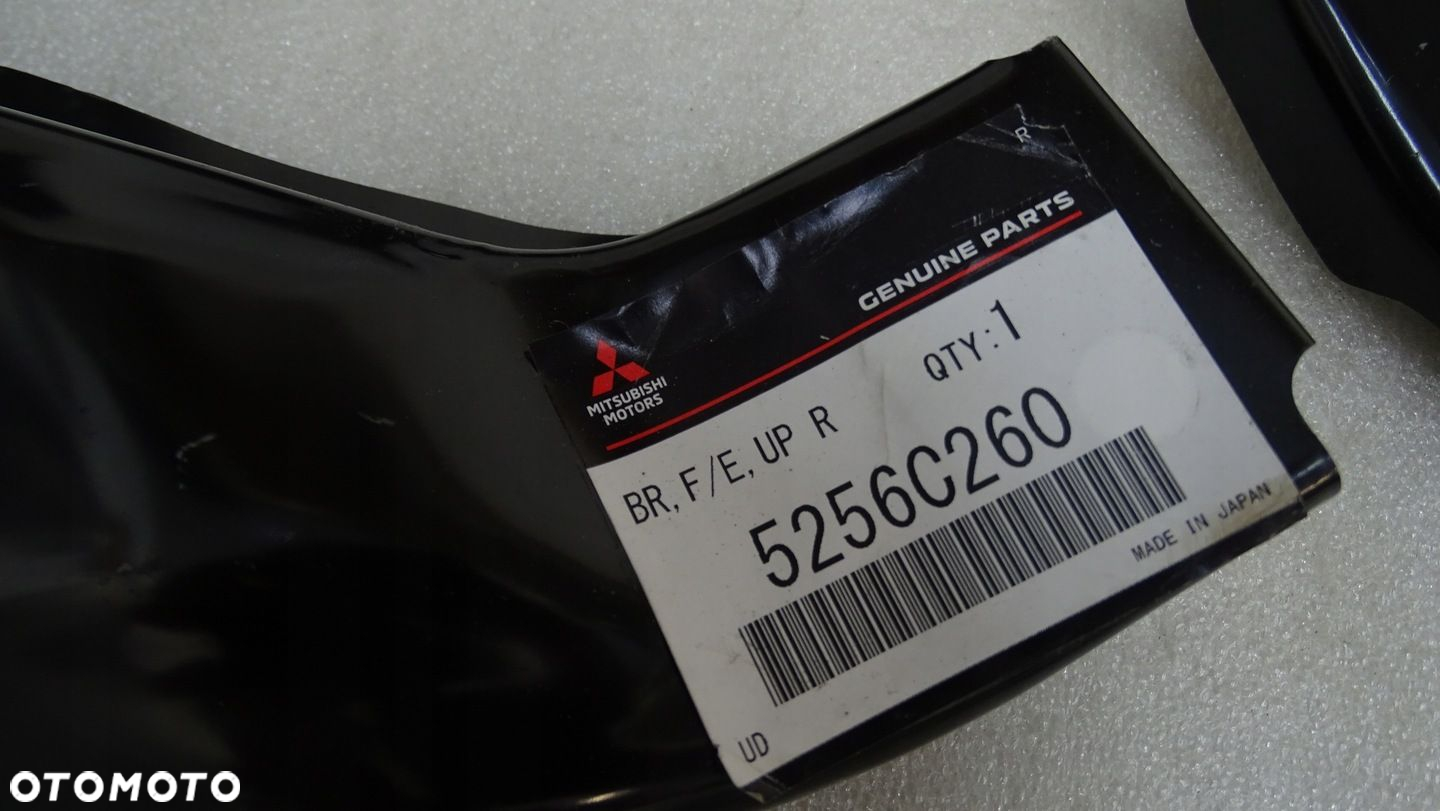 R
GENUINE PARTS
MITSUBISHI
MOTORS
QTY:1
BR, F/E, UP R
5256C260
MADE IN JAPAN
UD
OTOMOTO